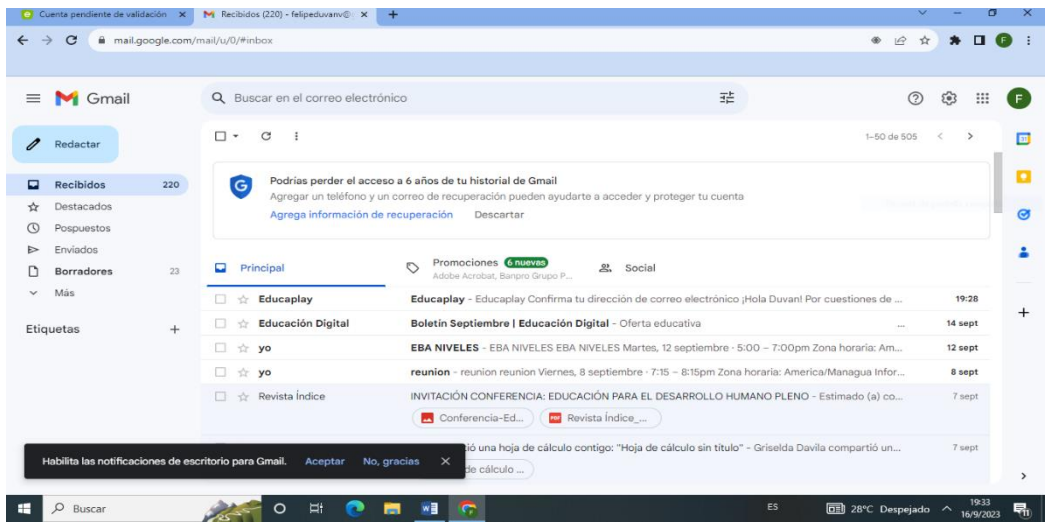 Cuenta pendiente de validación
Recibidos (220) - felipeduvanv@
mail.google.com/mail/u/0/#inbox
F
Gmail
Buscar en el correo electrónico
F
Redactar
1–50 de 505
Recibidos 220
Destacados
Pospuestos
Enviados
Borradores 23
Más
Etiquetas
G
Podrías perder el acceso a 6 años de tu historial de Gmail
Agregar un teléfono y un correo de recuperación pueden ayudarte a acceder y proteger tu cuenta
Agrega información de recuperación Descartar
Principal
Promociones 6 nuevas
Adobe Acrobat, Banpro Grupo P...
Social
Educaplay Educaplay - Educaplay Confirma tu dirección de correo electrónico ¡Hola Duvan! Por cuestiones de ... 19:28
Educación Digital Boletín Septiembre | Educación Digital - Oferta educativa ... 14 sept
yo EBA NIVELES - EBA NIVELES EBA NIVELES Martes, 12 septiembre · 5:00 – 7:00pm Zona horaria: Am... 12 sept
yo reunion - reunion reunion Viernes, 8 septiembre · 7:15 – 8:15pm Zona horaria: America/Managua Infor... 8 sept
Revista Índice INVITACIÓN CONFERENCIA: EDUCACIÓN PARA EL DESARROLLO HUMANO PLENO - Estimado (a) co... 7 sept
Conferencia-Ed... PDF Revista Índice_...
ió una hoja de cálculo contigo: "Hoja de cálculo sin título" - Griselda Davila compartió un... 7 sept
de cálculo ...
Habilita las notificaciones de escritorio para Gmail. Aceptar No, gracias
Buscar
ES
28°C Despejado
19:33
16/9/2023